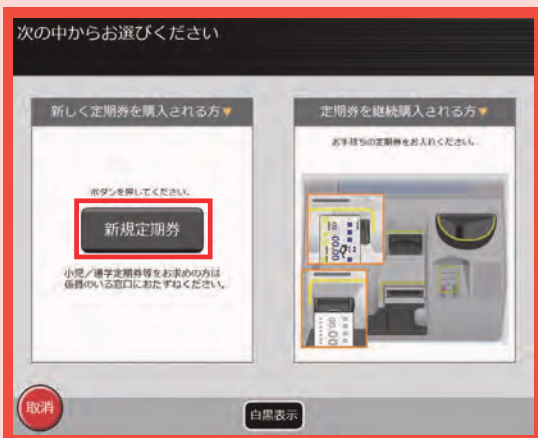 次の中からお選びください
新しく定期券を購入される方▼
ボタンを押してください。
新規定期券
小児／通学定期券等をお求めの方は
係員のいる窓口におたずねください。
定期券を継続購入される方▼
お手持ちの定期券をお入れください。
取消
白黒表示